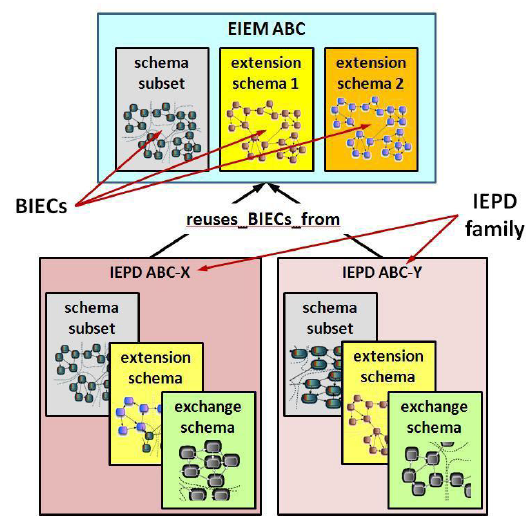 EIEM ABC
schema
subset
extension
schema 1
extension
schema 2
BIECs
reuses_BIECs_from
IEPD
family
IEPD ABC-X
IEPD ABC-Y
schema
subset
extension
schema
exchange
schema
schema
subset
extension
schema
exchange
schema